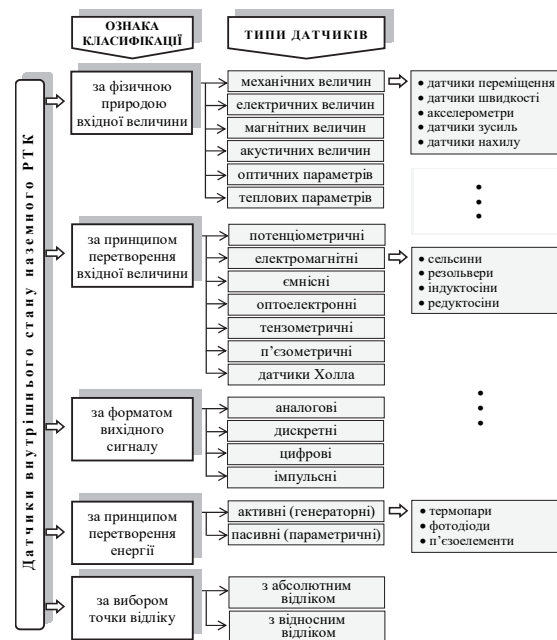 ОЗНАКА
КЛАСИФІКАЦІЇ
ТИПИ ДАТЧИКІВ
Датчики внутрішнього стану наземного РТК
за фізичною
природою
вхідної величини
механічних величин
електричних величин
магнітних величин
акустичних величин
оптичних параметрів
теплових параметрів
• датчики переміщення
• датчики швидкості
• акселерометри
• датчики зусиль
• датчики нахилу
за принципом
перетворення
вхідної величини
потенціометричні
електромагнітні
ємнісні
оптоелектронні
тензометричні
п’єзометричні
датчики Холла
• сельсини
• резольвери
• індуктосіни
• редуктосіни
за форматом
вихідного
сигналу
аналогові
дискретні
цифрові
імпульсні
за принципом
перетворення
енергії
активні (генераторні)
пасивні (параметричні)
• термопари
• фотодіоди
• п’єзоелементи
за вибором
точки відліку
з абсолютним
відліком
з відносним
відліком